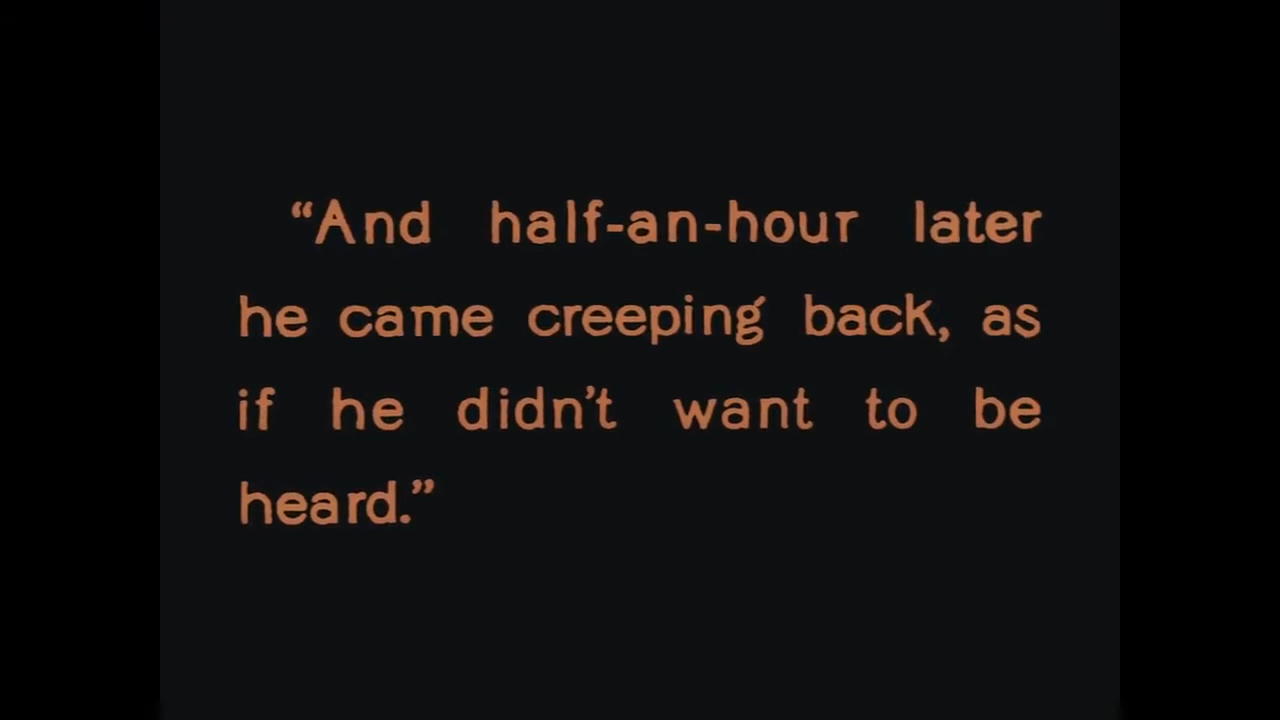 “And half-an-hour later
he came creeping back, as
if he didn’t want to be
heard.”